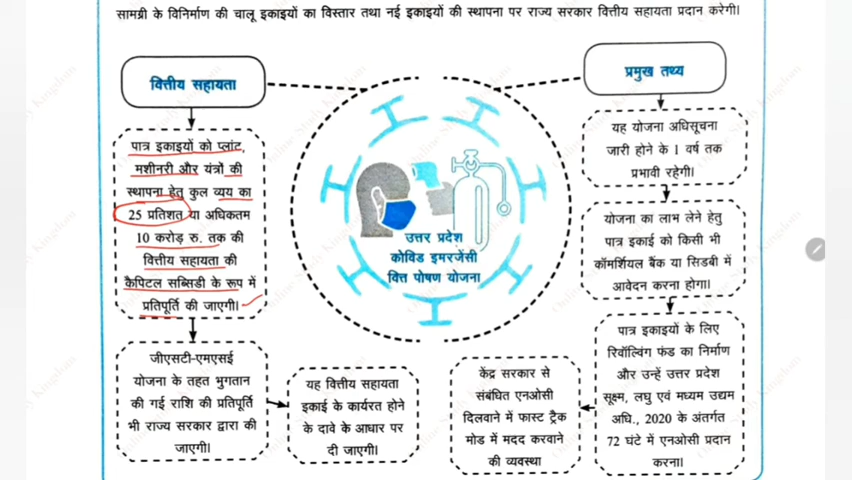 सामग्री के विनिर्माण की चालू इकाइयों का विस्तार तथा नई इकाइयों की स्थापना पर राज्य सरकार वित्तीय सहायता प्रदान करेगी।
वित्तीय सहायता
पात्र इकाइयों को प्लांट,
मशीनरी और यंत्रों की
स्थापना हेतु कुल व्यय का
25 प्रतिशत या अधिकतम
10 करोड़ रु. तक की
वित्तीय सहायता की
कैपिटल सब्सिडी के रूप में
प्रतिपूर्ति की जाएगी।
जीएसटी-एमएसई
योजना के तहत भुगतान
की गई राशि की प्रतिपूर्ति
भी राज्य सरकार द्वारा की
जाएगी।
यह वित्तीय सहायता
इकाई के कार्यरत होने
के दावे के आधार पर
दी जाएगी।
उत्तर प्रदेश
कोविड इमरजेंसी
वित्त पोषण योजना
प्रमुख तथ्य
यह योजना अधिसूचना
जारी होने के 1 वर्ष तक
प्रभावी रहेगी।
योजना का लाभ लेने हेतु
पात्र इकाई को किसी भी
कॉमर्शियल बैंक या सिडबी में
आवेदन करना होगा।
पात्र इकाइयों के लिए
रिवॉल्विंग फंड का निर्माण
और उन्हें उत्तर प्रदेश
सूक्ष्म, लघु एवं मध्यम उद्यम
अधि., 2020 के अंतर्गत
72 घंटे में एनओसी प्रदान
करना।
केंद्र सरकार से
संबंधित एनओसी
दिलवाने में फास्ट ट्रैक
मोड में मदद करवाने
की व्यवस्था
Online Study Kingdom